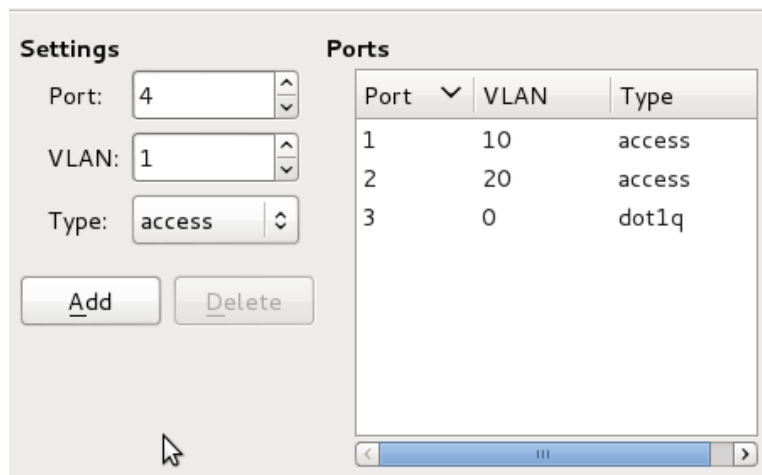 Settings
Port: 4
VLAN: 1
Type: access
Add Delete
Ports
Port VLAN Type
1 10 access
2 20 access
3 0 dot1q